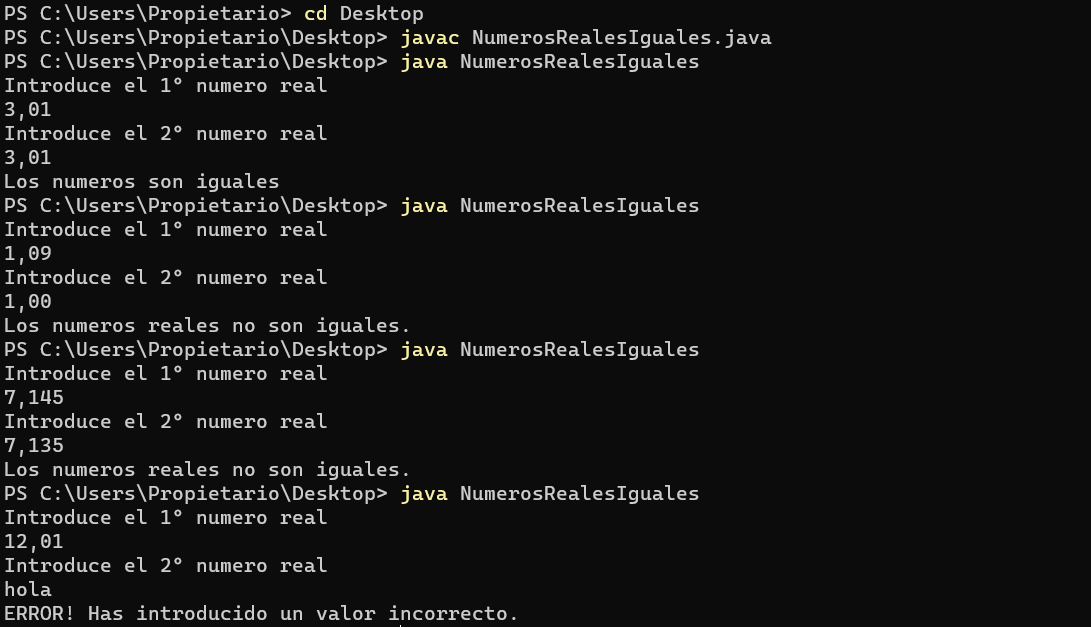 PS C:\Users\Propietario> cd Desktop
PS C:\Users\Propietario\Desktop> javac NumerosRealesIguales.java
PS C:\Users\Propietario\Desktop> java NumerosRealesIguales
Introduce el 1° numero real
3,01
Introduce el 2° numero real
3,01
Los numeros son iguales
PS C:\Users\Propietario\Desktop> java NumerosRealesIguales
Introduce el 1° numero real
1,09
Introduce el 2° numero real
1,00
Los numeros reales no son iguales.
PS C:\Users\Propietario\Desktop> java NumerosRealesIguales
Introduce el 1° numero real
7,145
Introduce el 2° numero real
7,135
Los numeros reales no son iguales.
PS C:\Users\Propietario\Desktop> java NumerosRealesIguales
Introduce el 1° numero real
12,01
Introduce el 2° numero real
hola
ERROR! Has introducido un valor incorrecto.